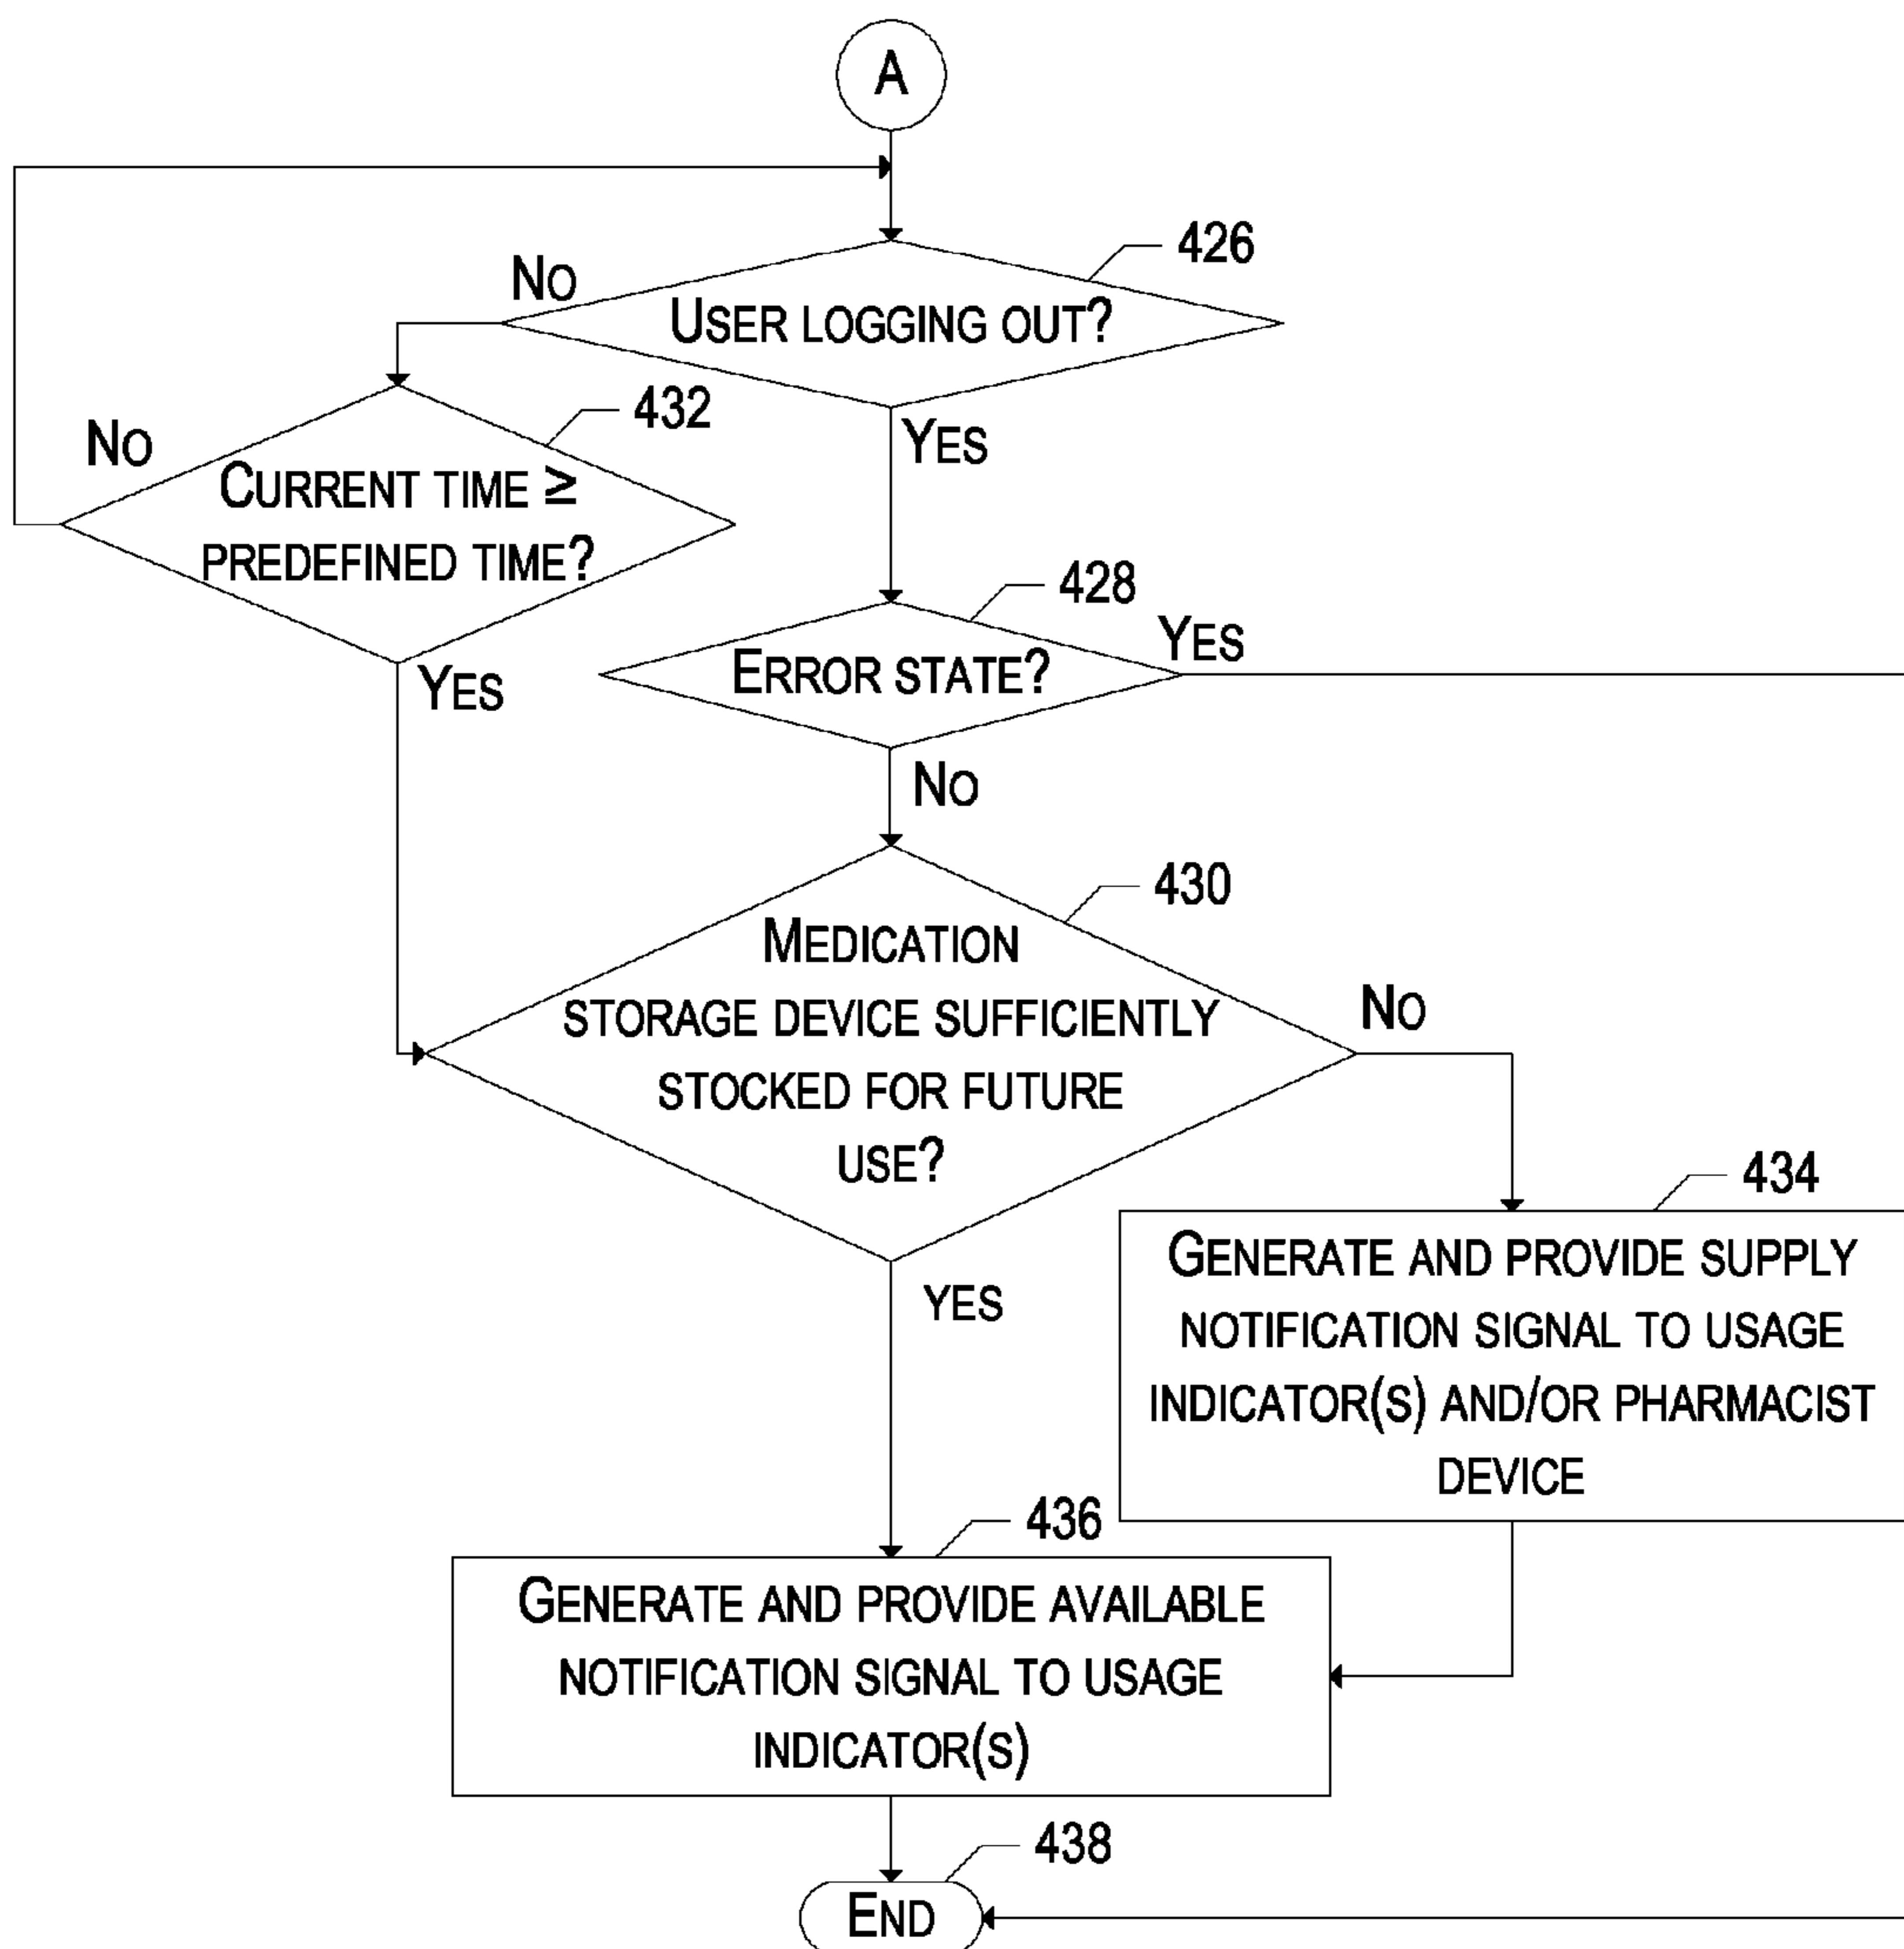 A
426
No
User logging out?
432
No
Yes
Current time ≥
predefined time?
428
Yes
Error state?
Yes
No
430
Medication
No
storage device sufficiently
stocked for future
use?
434
Generate and provide supply
yes
notification signal to usage
indicator(s) and/or pharmacist
device
436
Generate and provide available
notification signal to usage
indicator(s)
438
End